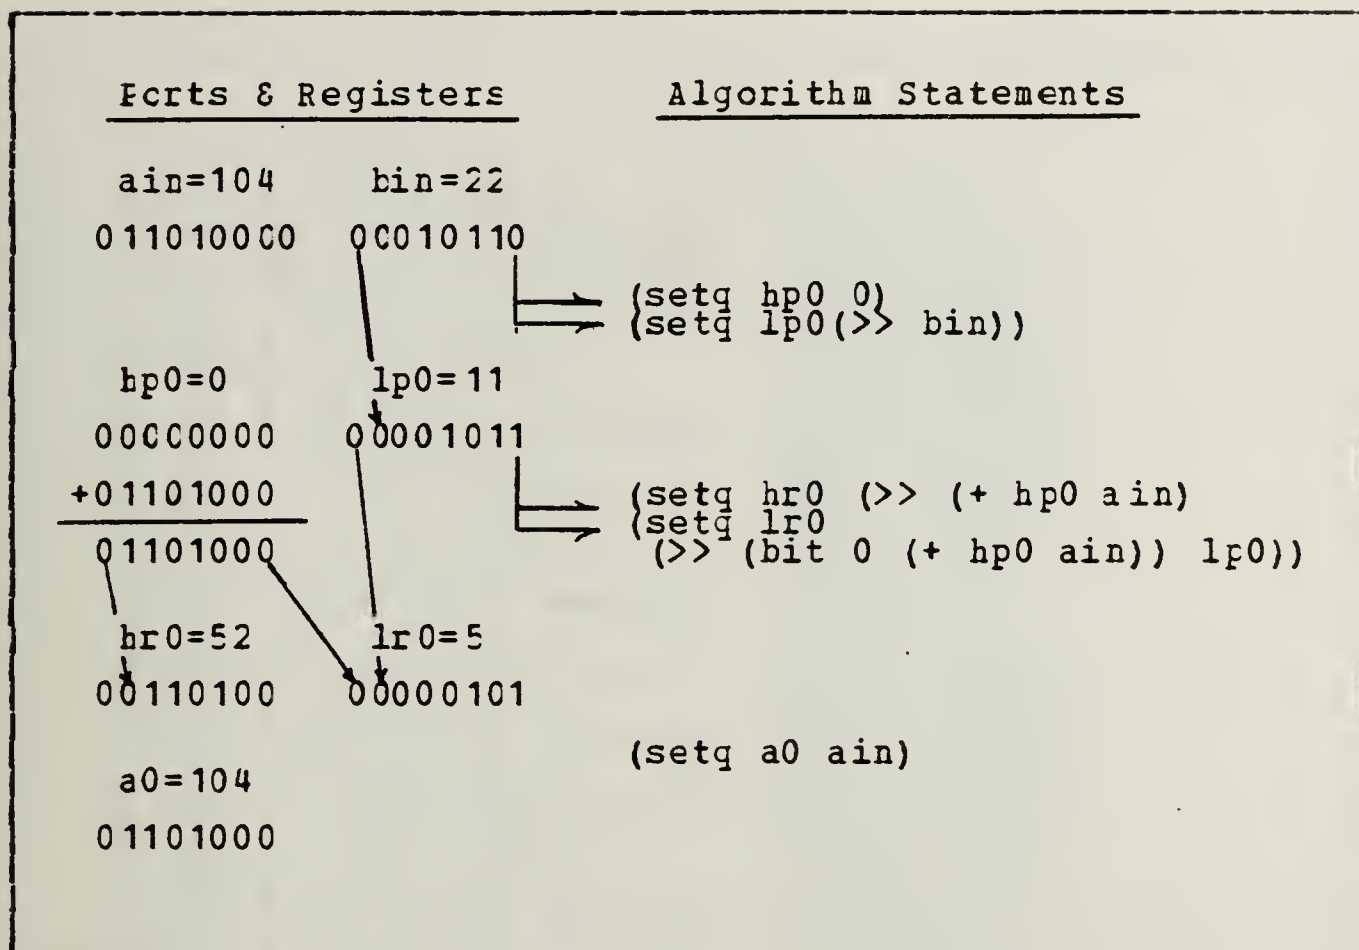 Ports & Registers Algorithm Statements
ain=104 bin=22
011010000 00010110
(setq hp0 0)
(setq lp0(>> bin))
hp0=0 lp0=11
00000000 00001011
+01101000
(setq hr0 (>> (+ hp0 ain)
(setq lr0
01101000 (>> (bit 0 (+ hp0 ain)) lp0))
hr0=52 lr0=5
00110100 00000101
(setq a0 ain)
a0=104
01101000